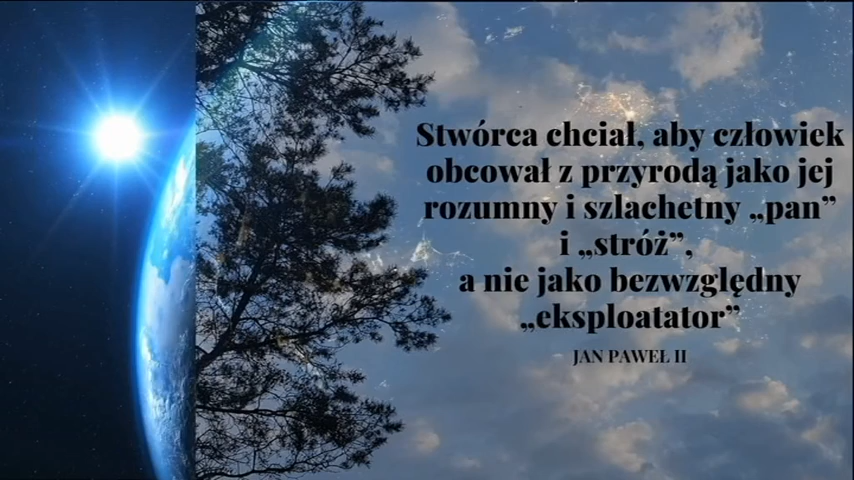 Stwórca chciał, aby człowiek
obcował z przyrodą jako jej
rozumny i szlachetny „pan”
i „stróż”,
a nie jako bezwzględny
„eksploatator”
JAN PAWEŁ II